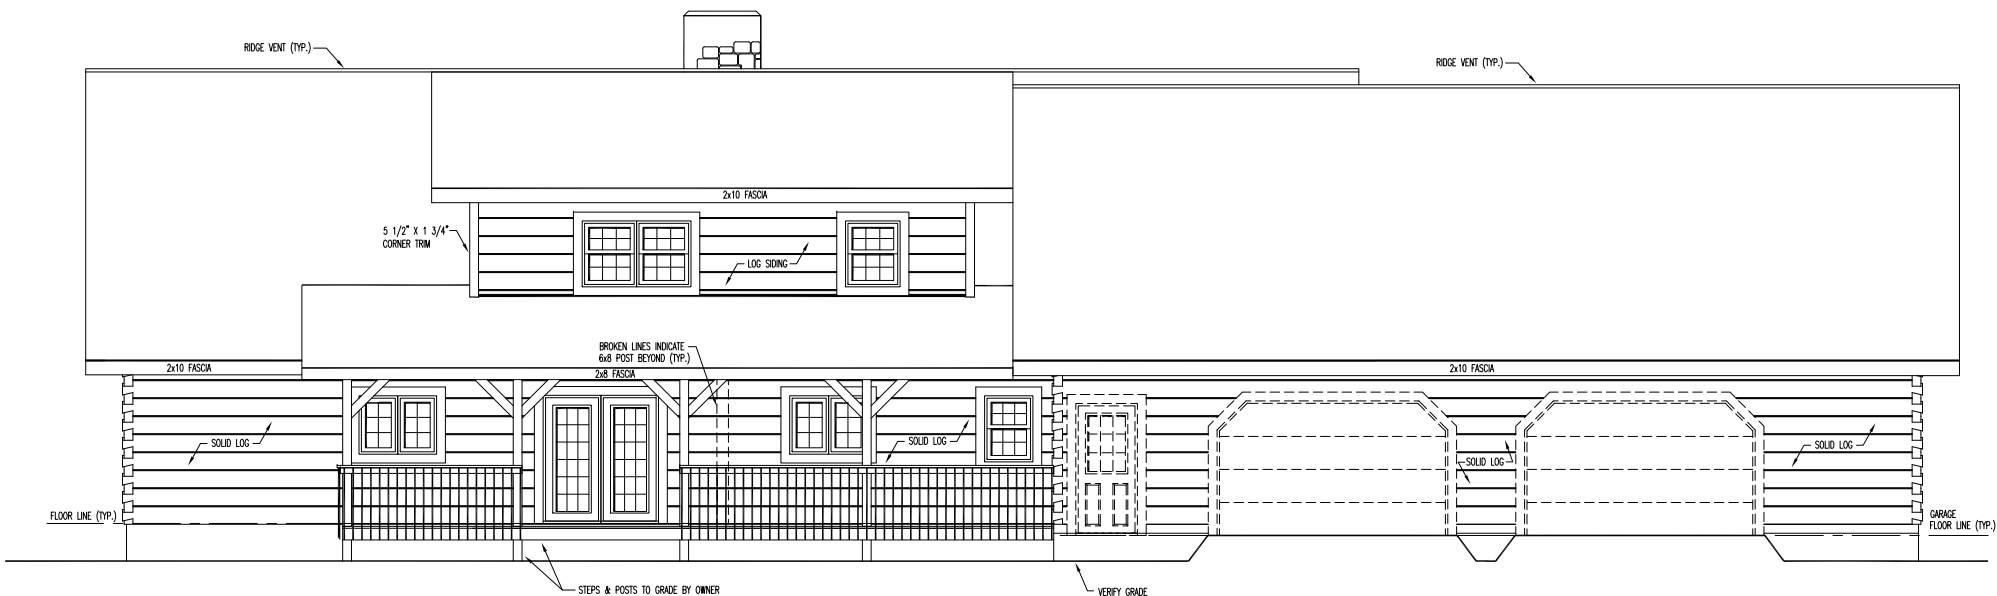 RIDGE VENT (TYP.)
RIDGE VENT (TYP.)
2x10 FASCIA
5 1/2" X 1 3/4"
CORNER TRIM
LOG SIDING
BROKEN LINES INDICATE
6x8 POST BEYOND (TYP.)
2x10 FASCIA
2x8 FASCIA
2x10 FASCIA
SOLID LOG
SOLID LOG
SOLID LOG
SOLID LOG
FLOOR LINE (TYP.)
GARAGE
FLOOR LINE (TYP.)
STEPS & POSTS TO GRADE BY OWNER
VERIFY GRADE